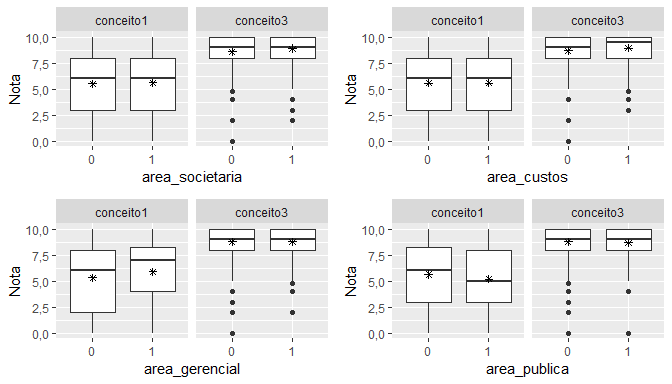 conceito1 conceito3
Nota
10,0
7,5
5,0
2,5
0,0
0 1 0 1
area_societaria
conceito1 conceito3
Nota
10,0
7,5
5,0
2,5
0,0
0 1 0 1
area_custos
conceito1 conceito3
Nota
10,0
7,5
5,0
2,5
0,0
0 1 0 1
area_gerencial
conceito1 conceito3
Nota
10,0
7,5
5,0
2,5
0,0
0 1 0 1
area_publica